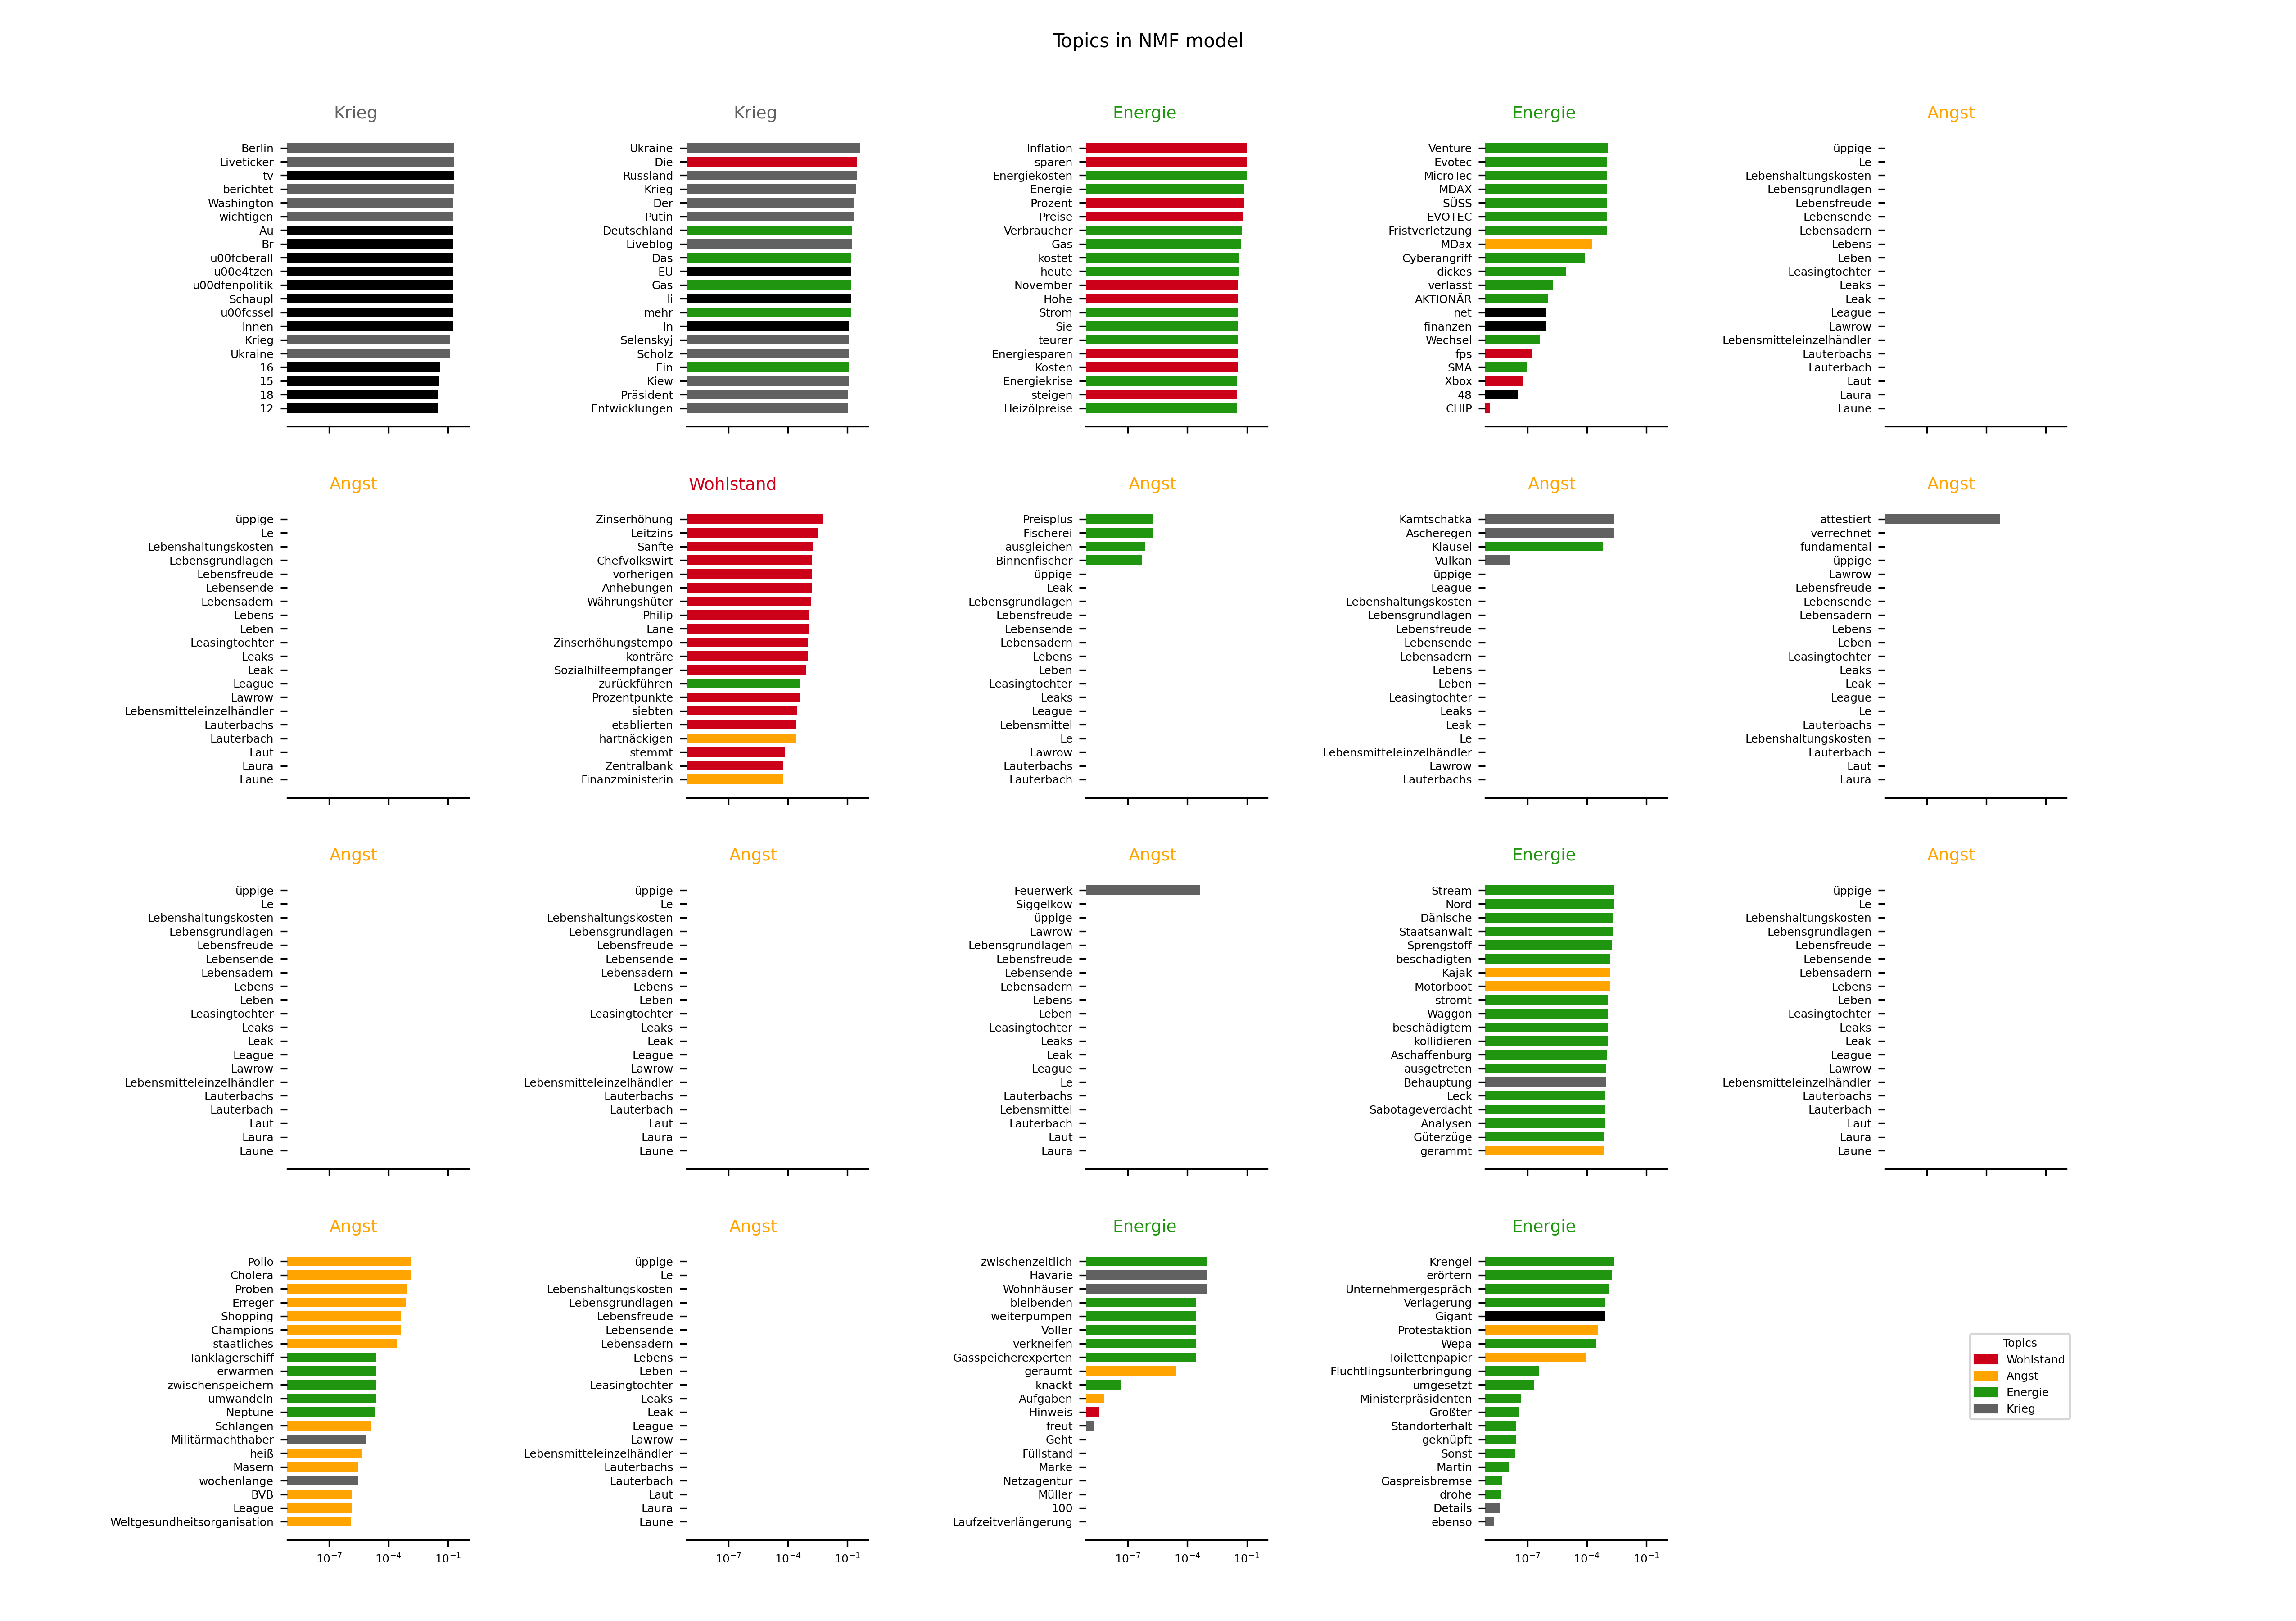 Topics in NMF model
Krieg
Berlin
Liveticker
tv
berichtet
Washington
wichtigen
Au
Br
u00fcberall
u00e4tzen
u00dfenpolitik
Schaupl
u00fcssel
Innen
Krieg
Ukraine
16
15
18
12
Krieg
Ukraine
Die
Russland
Krieg
Der
Putin
Deutschland
Liveblog
Das
EU
Gas
li
mehr
In
Selenskyj
Scholz
Ein
Kiew
Präsident
Entwicklungen
Energie
Inflation
sparen
Energiekosten
Energie
Prozent
Preise
Verbraucher
Gas
kostet
heute
November
Hohe
Strom
Sie
teurer
Energiesparen
Kosten
Energiekrise
steigen
Heizölpreise
Energie
Venture
Evotec
MicroTec
MDAX
SÜSS
EVOTEC
Fristverletzung
MDax
Cyberangriff
dickes
verlässt
AKTIONÄR
net
finanzen
Wechsel
fps
SMA
Xbox
48
CHIP
Angst
üppige
Le
Lebenshaltungskosten
Lebensgrundlagen
Lebensfreude
Lebensende
Lebensadern
Lebens
Leben
Leasingtochter
Leaks
Leak
League
Lawrow
Lebensmitteleinzelhändler
Lauterbachs
Lauterbach
Laut
Laura
Laune
Angst
üppige
Le
Lebenshaltungskosten
Lebensgrundlagen
Lebensfreude
Lebensende
Lebensadern
Lebens
Leben
Leasingtochter
Leaks
Leak
League
Lawrow
Lebensmitteleinzelhändler
Lauterbachs
Lauterbach
Laut
Laura
Laune
Wohlstand
Zinserhöhung
Leitzins
Sanfte
Chefvolkswirt
vorherigen
Anhebungen
Währungshüter
Philip
Lane
Zinserhöhungstempo
konträre
Sozialhilfeempfänger
zurückführen
Prozentpunkte
siebten
etablierten
hartnäckigen
stemmt
Zentralbank
Finanzministerin
Angst
Preisplus
Fischerei
ausgleichen
Binnenfischer
üppige
Leak
Lebensgrundlagen
Lebensfreude
Lebensende
Lebensadern
Lebens
Leben
Leasingtochter
Leaks
League
Lebensmittel
Le
Lawrow
Lauterbachs
Lauterbach
Angst
Kamtschatka
Ascheregen
Klausel
Vulkan
üppige
League
Lebenshaltungskosten
Lebensgrundlagen
Lebensfreude
Lebensende
Lebensadern
Lebens
Leben
Leasingtochter
Leaks
Leak
Le
Lebensmitteleinzelhändler
Lawrow
Lauterbachs
Angst
attestiert
verrechnet
fundamental
üppige
Lawrow
Lebensfreude
Lebensende
Lebensadern
Lebens
Leben
Leasingtochter
Leaks
Leak
League
Le
Lauterbachs
Lebenshaltungskosten
Lauterbach
Laut
Laura
Angst
üppige
Le
Lebenshaltungskosten
Lebensgrundlagen
Lebensfreude
Lebensende
Lebensadern
Lebens
Leben
Leasingtochter
Leaks
Leak
League
Lawrow
Lebensmitteleinzelhändler
Lauterbachs
Lauterbach
Laut
Laura
Laune
Angst
üppige
Le
Lebenshaltungskosten
Lebensgrundlagen
Lebensfreude
Lebensende
Lebensadern
Lebens
Leben
Leasingtochter
Leaks
Leak
League
Lawrow
Lebensmitteleinzelhändler
Lauterbachs
Lauterbach
Laut
Laura
Laune
Angst
Feuerwerk
Siggelkow
üppige
Lawrow
Lebensgrundlagen
Lebensfreude
Lebensende
Lebensadern
Lebens
Leben
Leasingtochter
Leaks
Leak
League
Le
Lauterbachs
Lebensmittel
Lauterbach
Laut
Laura
Energie
Stream
Nord
Dänische
Staatsanwalt
Sprengstoff
beschädigten
Kajak
Motorboot
strömt
Waggon
beschädigtem
kollidieren
Aschaffenburg
ausgetreten
Behauptung
Leck
Sabotageverdacht
Analysen
Güterzüge
gerammt
Angst
üppige
Le
Lebenshaltungskosten
Lebensgrundlagen
Lebensfreude
Lebensende
Lebensadern
Lebens
Leben
Leasingtochter
Leaks
Leak
League
Lawrow
Lebensmitteleinzelhändler
Lauterbachs
Lauterbach
Laut
Laura
Laune
Angst
Polio
Cholera
Proben
Erreger
Shopping
Champions
staatliches
Tanklagerschiff
erwärmen
zwischenspeichern
umwandeln
Neptune
Schlangen
Militärmachthaber
heiß
Masern
wochenlange
BVB
League
Weltgesundheitsorganisation
10⁻⁷ 10⁻⁴ 10⁻¹
Angst
üppige
Le
Lebenshaltungskosten
Lebensgrundlagen
Lebensfreude
Lebensende
Lebensadern
Lebens
Leben
Leasingtochter
Leaks
Leak
League
Lawrow
Lebensmitteleinzelhändler
Lauterbachs
Lauterbach
Laut
Laura
Laune
10⁻⁷ 10⁻⁴ 10⁻¹
Energie
zwischenzeitlich
Havarie
Wohnhäuser
bleibenden
weiterpumpen
Voller
verkneifen
Gasspeicherexperten
geräumt
knackt
Aufgaben
Hinweis
freut
Geht
Füllstand
Marke
Netzagentur
Müller
100
Laufzeitverlängerung
10⁻⁷ 10⁻⁴ 10⁻¹
Energie
Krengel
erörtern
Unternehmergespräch
Verlagerung
Gigant
Protestaktion
Wepa
Toilettenpapier
Flüchtlingsunterbringung
umgesetzt
Ministerpräsidenten
Größter
Standorterhalt
geknüpft
Sonst
Martin
Gaspreisbremse
drohe
Details
ebenso
10⁻⁷ 10⁻⁴ 10⁻¹
Topics
Wohlstand
Angst
Energie
Krieg